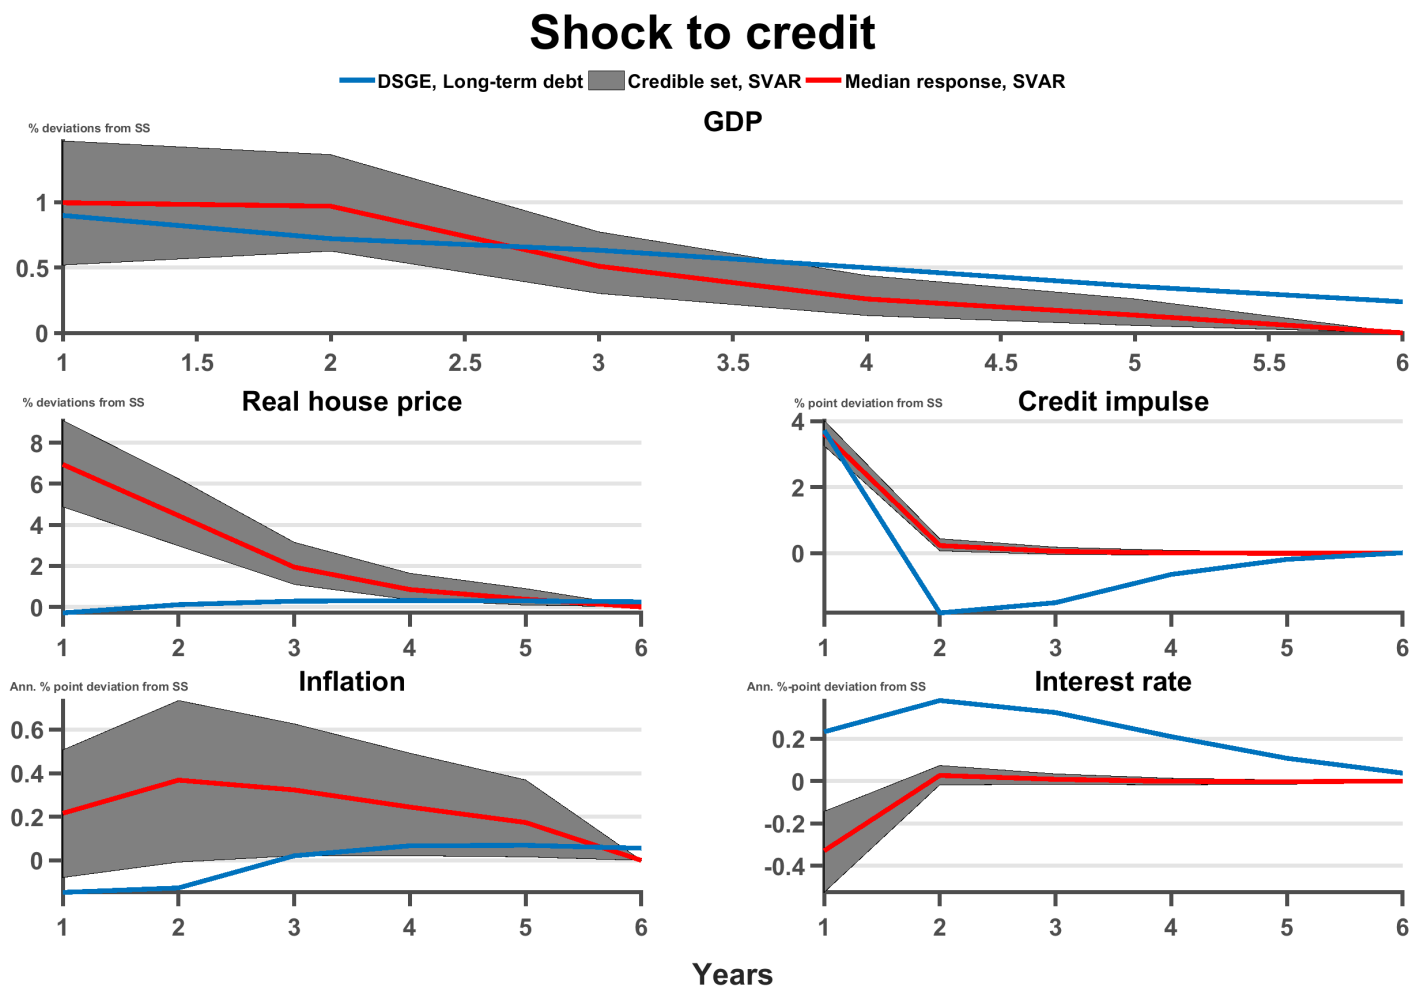 Shock to credit
DSGE, Long-term debt Credible set, SVAR Median response, SVAR
GDP
% deviations from SS
1
0.5
0
1 1.5 2 2.5 3 3.5 4 4.5 5 5.5 6
Real house price
% deviations from SS
8
6
4
2
0
1 2 3 4 5 6
Credit impulse
% point deviation from SS
4
2
0
1 2 3 4 5 6
Inflation
Ann. % point deviation from SS
0.6
0.4
0.2
0
1 2 3 4 5 6
Interest rate
Ann. %-point deviation from SS
0.2
0
-0.2
-0.4
1 2 3 4 5 6
Years